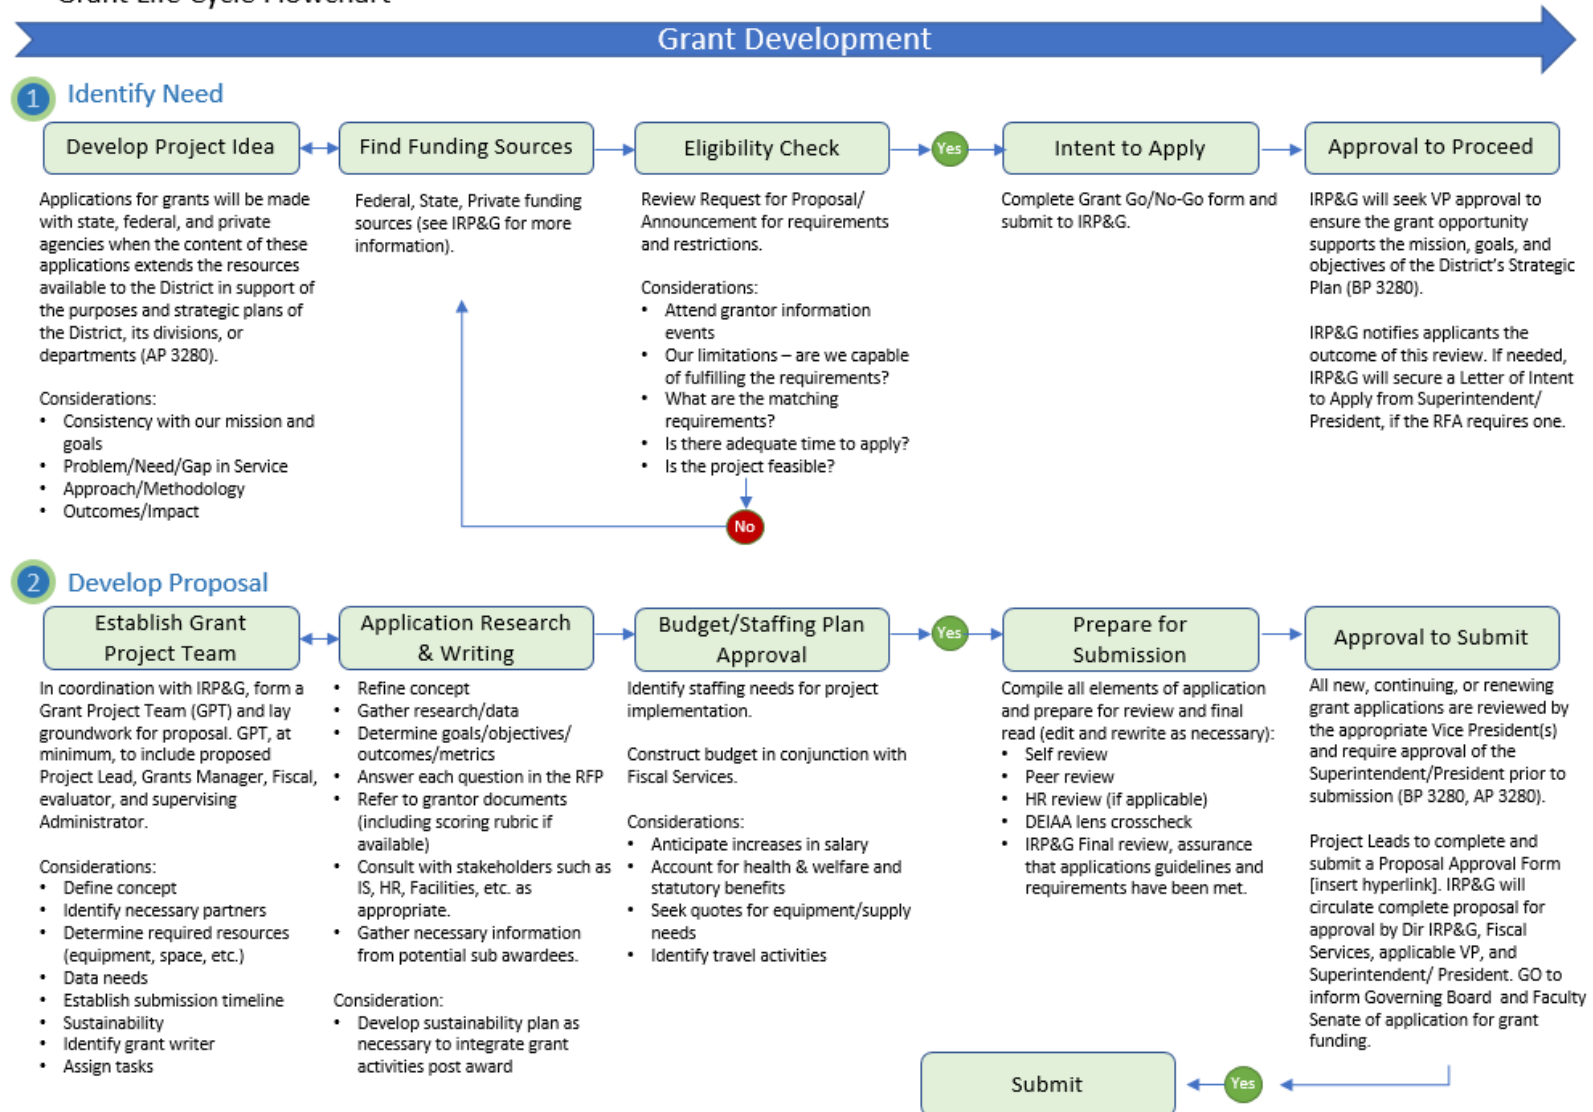 Grant Life Cycle Flowchart
Grant Development
1 Identify Need
Develop Project Idea
Applications for grants will be made
with state, federal, and private
agencies when the content of these
applications extends the resources
available to the District in support of
the purposes and strategic plans of
the District, its divisions, or
departments (AP 3280).
Considerations:
• Consistency with our mission and
goals
• Problem/Need/Gap in Service
• Approach/Methodology
• Outcomes/Impact
Find Funding Sources
Federal, State, Private funding
sources (see IRP&G for more
information).
Eligibility Check
Review Request for Proposal/
Announcement for requirements
and restrictions.
Considerations:
• Attend grantor information
events
• Our limitations – are we capable
of fulfilling the requirements?
• What are the matching
requirements?
• Is there adequate time to apply?
• Is the project feasible?
No
Yes
Intent to Apply
Complete Grant Go/No-Go form and
submit to IRP&G.
Approval to Proceed
IRP&G will seek VP approval to
ensure the grant opportunity
supports the mission, goals, and
objectives of the District's Strategic
Plan (BP 3280).
IRP&G notifies applicants the
outcome of this review. If needed,
IRP&G will secure a Letter of Intent
to Apply from Superintendent/
President, if the RFA requires one.
2 Develop Proposal
Establish Grant
Project Team
In coordination with IRP&G, form a
Grant Project Team (GPT) and lay
groundwork for proposal. GPT, at
minimum, to include proposed
Project Lead, Grants Manager, Fiscal,
evaluator, and supervising
Administrator.
Considerations:
• Define concept
• Identify necessary partners
• Determine required resources
(equipment, space, etc.)
• Data needs
• Establish submission timeline
• Sustainability
• Identify grant writer
• Assign tasks
Application Research
& Writing
• Refine concept
• Gather research/data
• Determine goals/objectives/
outcomes/metrics
• Answer each question in the RFP
• Refer to grantor documents
(including scoring rubric if
available)
• Consult with stakeholders such as
IS, HR, Facilities, etc. as
appropriate.
• Gather necessary information
from potential sub awardees.
Consideration:
• Develop sustainability plan as
necessary to integrate grant
activities post award
Budget/Staffing Plan
Approval
Identify staffing needs for project
implementation.
Construct budget in conjunction with
Fiscal Services.
Considerations:
• Anticipate increases in salary
• Account for health & welfare and
statutory benefits
• Seek quotes for equipment/supply
needs
• Identify travel activities
Yes
Prepare for
Submission
Compile all elements of application
and prepare for review and final
read (edit and rewrite as necessary):
• Self review
• Peer review
• HR review (if applicable)
• DEIAA lens crosscheck
• IRP&G Final review, assurance
that applications guidelines and
requirements have been met.
Approval to Submit
All new, continuing, or renewing
grant applications are reviewed by
the appropriate Vice President(s)
and require approval of the
Superintendent/President prior to
submission (BP 3280, AP 3280).
Project Leads to complete and
submit a Proposal Approval Form
[insert hyperlink]. IRP&G will
circulate complete proposal for
approval by Dir IRP&G, Fiscal
Services, applicable VP, and
Superintendent/ President. GO to
inform Governing Board and Faculty
Senate of application for grant
funding.
Yes
Submit